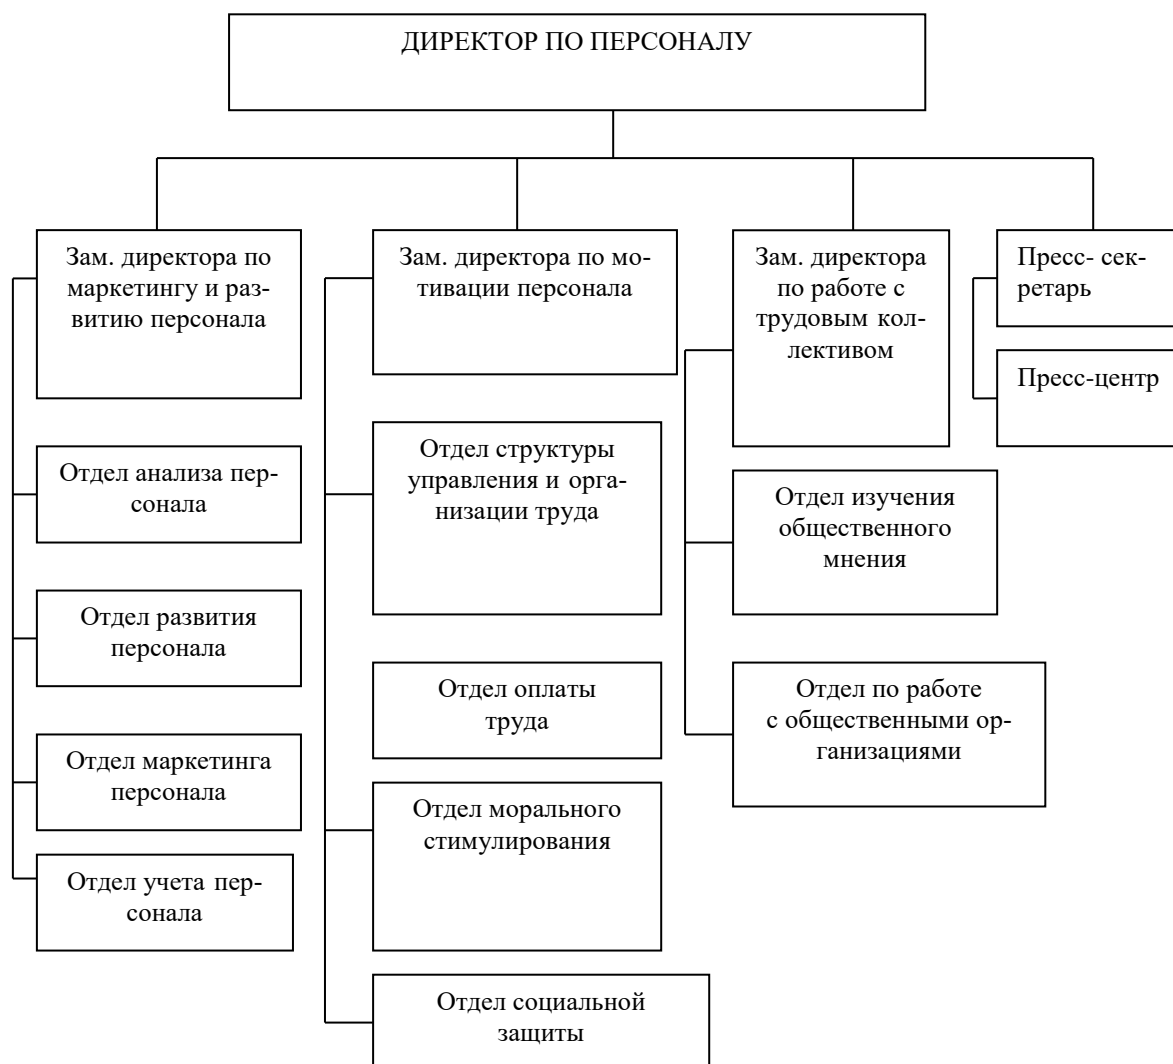 ДИРЕКТОР ПО ПЕРСОНАЛУ
Зам. директора по
маркетингу и раз-
витию персонала
Отдел анализа пер-
сонала
Отдел развития
персонала
Отдел маркетинга
персонала
Отдел учета пер-
сонала
Зам. директора по мо-
тивации персонала
Отдел структуры
управления и орга-
низации труда
Отдел оплаты
труда
Отдел морального
стимулирования
Отдел социальной
защиты
Зам. директора
по работе с
трудовым кол-
лективом
Отдел изучения
общественного
мнения
Отдел по работе
с общественными ор-
ганизациями
Пресс- сек-
ретарь
Пресс-центр